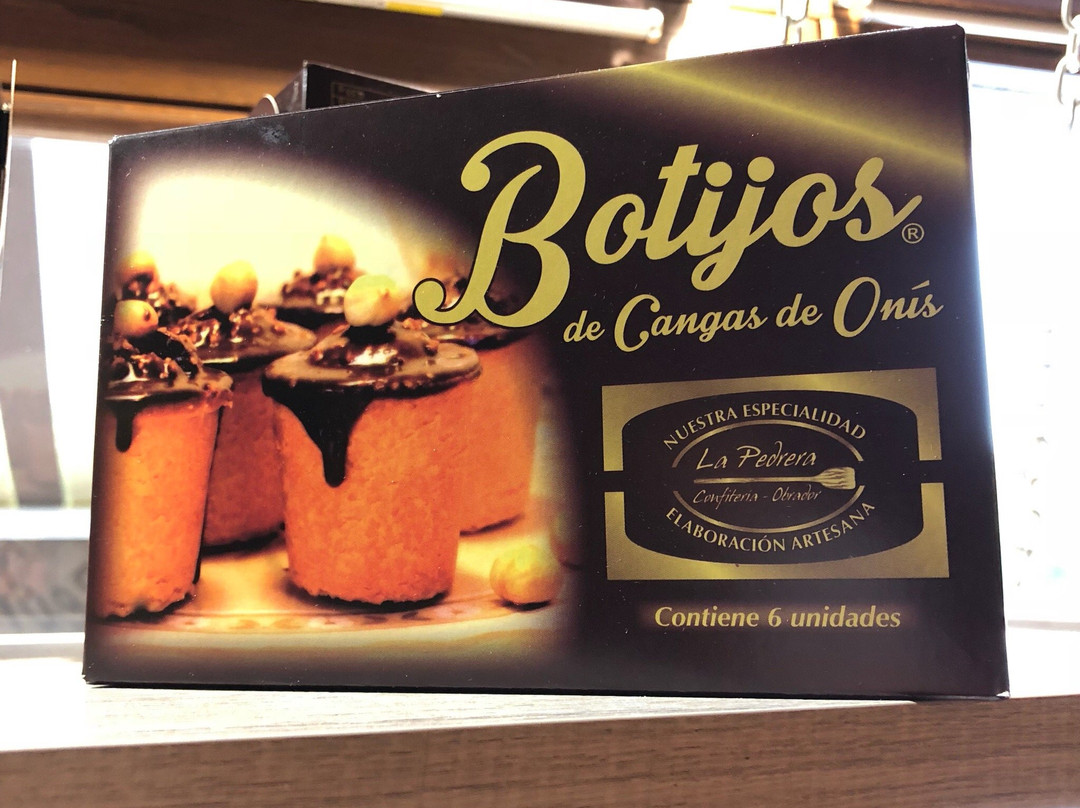 Botijos®
de Cangas de Onís
NUESTRA ESPECIALIDAD
La Pedrera
Confitería - Obrador
ELABORACIÓN ARTESANA
Contiene 6 unidades